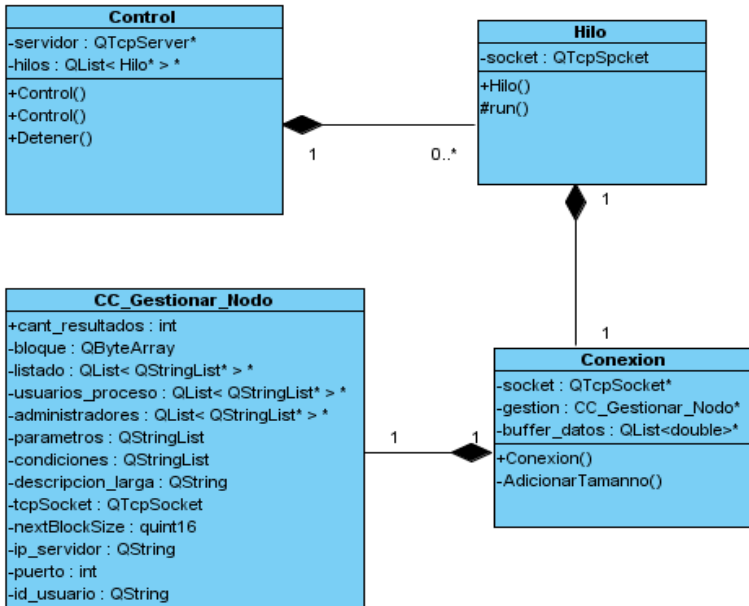 Control
-servidor : QTcpServer*
-hilos : QList< Hilo* > *
+Control()
+Control()
+Detener()
1
0..*
Hilo
-socket : QTcpSpcket
+Hilo()
#run()
1
1
CC_Gestionar_Nodo
+cant_resultados : int
-bloque : QByteArray
-listado : QList< QStringList* > *
-usuarios_proceso : QList< QStringList* > *
-administradores : QList< QStringList* > *
-parametros : QStringList
-condiciones : QStringList
-descripcion_larga : QString
-tcpSocket : QTcpSocket
-nextBlockSize : quint16
-ip_servidor : QString
-puerto : int
-id_usuario : QString
1
1
Conexion
-socket : QTcpSocket*
-gestion : CC_Gestionar_Nodo*
-buffer_datos : QList<double>*
+Conexion()
-AdicionarTamanno()